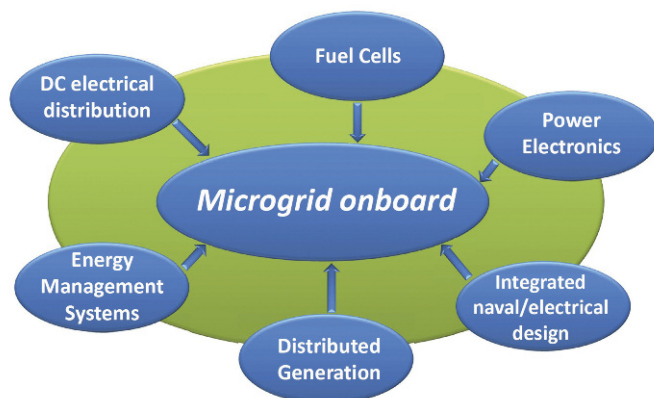 Fuel Cells
DC electrical
distribution
Power
Electronics
Microgrid onboard
Energy
Management
Systems
Integrated
naval/electrical
design
Distributed
Generation